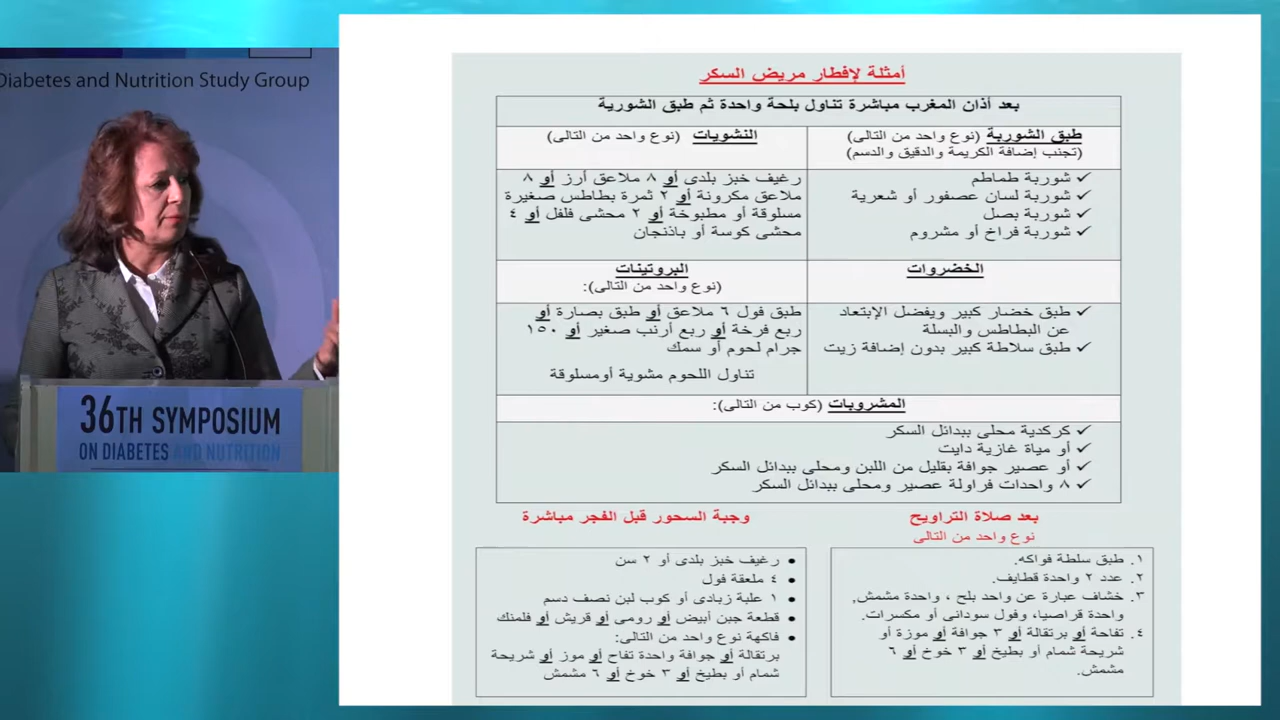 Diabetes and Nutrition Study Group
36TH SYMPOSIUM
ON DIABETES AND NUTRITION
أمثلة لإفطار مريض السكر
بعد أذان المغرب مباشرة تناول بلحة واحدة ثم طبق الشوربة
طبق الشوربة (نوع واحد من التالى)
(تجنب إضافة الكريمة والدقيق والدسم)
✓ شوربة طماطم
✓ شوربة لسان عصفور أو شعرية
✓ شوربة بصل
✓ شوربة فراخ أو مشروم
النشويات (نوع واحد من التالى)
رغيف خبز بلدى أو ٨ ملاعق أرز أو ٨
ملاعق مكرونة أو ٢ ثمرة بطاطس صغيرة
مسلوقة أو مطبوخة أو ٢ محشى فلفل أو ٤
محشى كوسة أو باذنجان
الخضروات
✓ طبق خضار كبير ويفضل الإبتعاد
عن البطاطس والبسلة
✓ طبق سلاطة كبير بدون إضافة زيت
البروتينات
(نوع واحد من التالى):
طبق فول ٦ ملاعق أو طبق بصارة أو
ربع فرخة أو ربع أرنب صغير أو ١٥٠
جرام لحوم أو سمك
تناول اللحوم مشوية أومسلوقة
المشروبات (كوب من التالى):
✓ كركدية محلى ببدائل السكر
✓ أو مياة غازية دايت
✓ أو عصير جوافة بقليل من اللبن ومحلى ببدائل السكر
✓ ٨ واحدات فراولة عصير ومحلى ببدائل السكر
بعد صلاة التراويح
نوع واحد من التالى
١. طبق سلطة فواكه.
٢. عدد ٢ واحدة قطايف.
٣. خشاف عبارة عن واحد بلح ، واحدة مشمش,
واحدة قراصيا، وفول سودانى أو مكسرات.
٤. تفاحة أو برتقالة أو ٣ جوافة أو موزة أو
شريحة شمام أو بطيخ أو ٣ خوخ أو ٦
مشمش.
وجبة السحور قبل الفجر مباشرة
• رغيف خبز بلدى أو ٢ سن
• ٤ ملعقة فول
• ١ علبة زبادى أو كوب لبن نصف دسم
• قطعة جبن أبيض أو رومى أو قريش أو فلمنك
• فاكهة نوع واحد من التالى:
برتقالة أو جوافة واحدة تفاح أو موز أو شريحة
شمام أو بطيخ أو ٣ خوخ أو ٦ مشمش